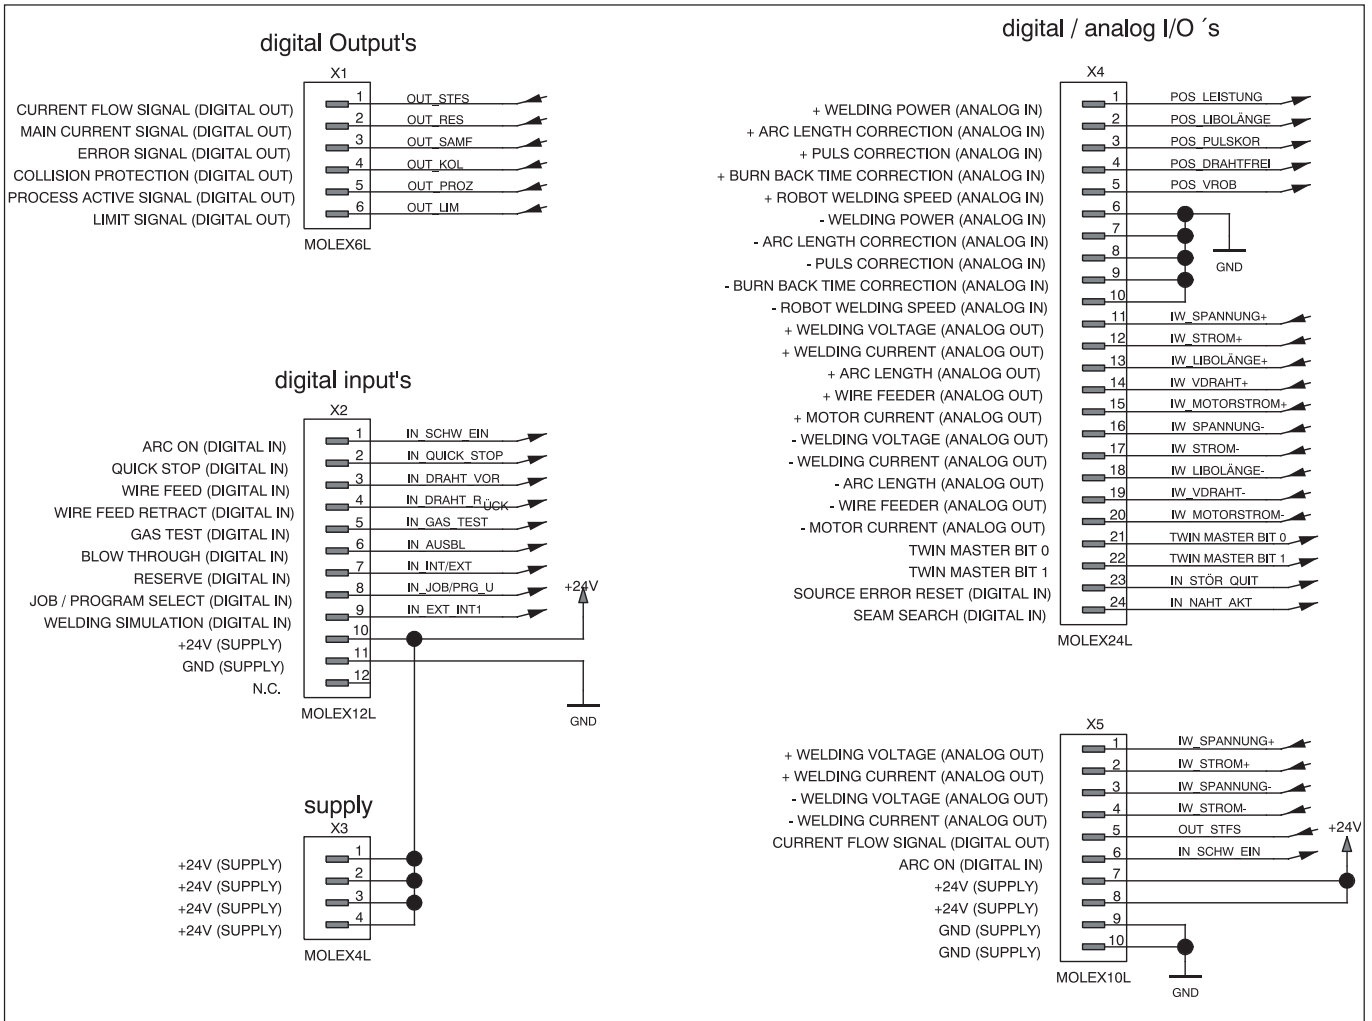 digital Output's
X1
CURRENT FLOW SIGNAL (DIGITAL OUT) 1 OUT_STFS
MAIN CURRENT SIGNAL (DIGITAL OUT) 2 OUT_RES
ERROR SIGNAL (DIGITAL OUT) 3 OUT_SAMF
COLLISION PROTECTION (DIGITAL OUT) 4 OUT_KOL
PROCESS ACTIVE SIGNAL (DIGITAL OUT) 5 OUT_PROZ
LIMIT SIGNAL (DIGITAL OUT) 6 OUT_LIM
MOLEX6L
digital input's
X2
ARC ON (DIGITAL IN) 1 IN_SCHW_EIN
QUICK STOP (DIGITAL IN) 2 IN_QUICK_STOP
WIRE FEED (DIGITAL IN) 3 IN_DRAHT_VOR
WIRE FEED RETRACT (DIGITAL IN) 4 IN_DRAHT_RÜCK
GAS TEST (DIGITAL IN) 5 IN_GAS_TEST
BLOW THROUGH (DIGITAL IN) 6 IN_AUSBL
RESERVE (DIGITAL IN) 7 IN_INT/EXT
JOB / PROGRAM SELECT (DIGITAL IN) 8 IN_JOB/PRG_U +24V
WELDING SIMULATION (DIGITAL IN) 9 IN_EXT_INT1
+24V (SUPPLY) 10
GND (SUPPLY) 11
N.C. 12
MOLEX12L GND
supply
X3
+24V (SUPPLY) 1
+24V (SUPPLY) 2
+24V (SUPPLY) 3
+24V (SUPPLY) 4
MOLEX4L
digital / analog I/O ´s
X4
+ WELDING POWER (ANALOG IN) 1 POS_LEISTUNG
+ ARC LENGTH CORRECTION (ANALOG IN) 2 POS_LIBOLÄNGE
+ PULS CORRECTION (ANALOG IN) 3 POS_PULSKOR
+ BURN BACK TIME CORRECTION (ANALOG IN) 4 POS_DRAHTFREI
+ ROBOT WELDING SPEED (ANALOG IN) 5 POS_VROB
- WELDING POWER (ANALOG IN) 6
- ARC LENGTH CORRECTION (ANALOG IN) 7
- PULS CORRECTION (ANALOG IN) 8 GND
- BURN BACK TIME CORRECTION (ANALOG IN) 9
- ROBOT WELDING SPEED (ANALOG IN) 10
+ WELDING VOLTAGE (ANALOG OUT) 11 IW_SPANNUNG+
+ WELDING CURRENT (ANALOG OUT) 12 IW_STROM+
+ ARC LENGTH (ANALOG OUT) 13 IW_LIBOLÄNGE+
+ WIRE FEEDER (ANALOG OUT) 14 IW_VDRAHT+
+ MOTOR CURRENT (ANALOG OUT) 15 IW_MOTORSTROM+
- WELDING VOLTAGE (ANALOG OUT) 16 IW_SPANNUNG-
- WELDING CURRENT (ANALOG OUT) 17 IW_STROM-
- ARC LENGTH (ANALOG OUT) 18 IW_LIBOLÄNGE-
- WIRE FEEDER (ANALOG OUT) 19 IW_VDRAHT-
- MOTOR CURRENT (ANALOG OUT) 20 IW_MOTORSTROM-
TWIN MASTER BIT 0 21 TWIN MASTER BIT 0
TWIN MASTER BIT 1 22 TWIN MASTER BIT 1
SOURCE ERROR RESET (DIGITAL IN) 23 IN_STÖR_QUIT
SEAM SEARCH (DIGITAL IN) 24 IN_NAHT_AKT
MOLEX24L
X5
+ WELDING VOLTAGE (ANALOG OUT) 1 IW_SPANNUNG+
+ WELDING CURRENT (ANALOG OUT) 2 IW_STROM+
- WELDING VOLTAGE (ANALOG OUT) 3 IW_SPANNUNG-
- WELDING CURRENT (ANALOG OUT) 4 IW_STROM-
CURRENT FLOW SIGNAL (DIGITAL OUT) 5 OUT_STFS +24V
ARC ON (DIGITAL IN) 6 IN_SCHW_EIN
+24V (SUPPLY) 7
+24V (SUPPLY) 8
GND (SUPPLY) 9
GND (SUPPLY) 10
MOLEX10L GND